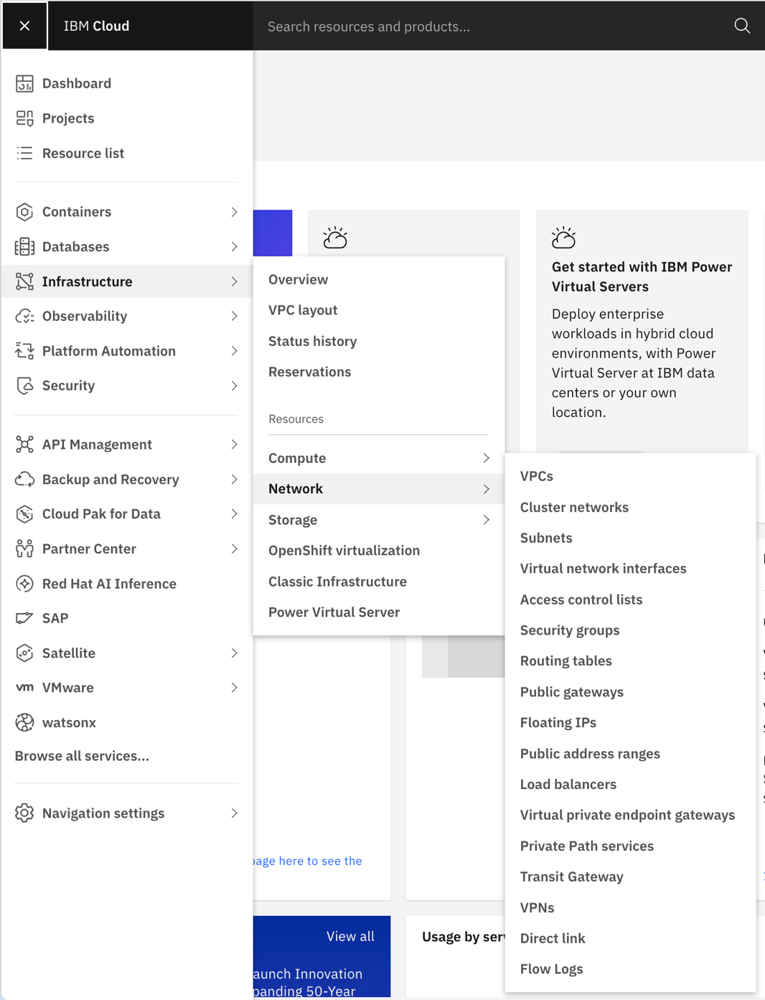 IBM Cloud
Search resources and products...
Dashboard
Projects
Resource list
Containers
Databases
Infrastructure
Observability
Platform Automation
Security
API Management
Backup and Recovery
Cloud Pak for Data
Partner Center
Red Hat AI Inference
SAP
Satellite
vm VMware
watsonx
Browse all services...
Navigation settings
Overview
VPC layout
Status history
Reservations
Resources
Compute
Network
Storage
OpenShift virtualization
Classic Infrastructure
Power Virtual Server
VPCs
Cluster networks
Subnets
Virtual network interfaces
Access control lists
Security groups
Routing tables
Public gateways
Floating IPs
Public address ranges
Load balancers
Virtual private endpoint gateways
Private Path services
Transit Gateway
VPNs
Direct link
Flow Logs
Get started with IBM Power
Virtual Servers
Deploy enterprise
workloads in hybrid cloud
environments, with Power
Virtual Server at IBM data
centers or your own
location.
page here to see the
View all
aunch Innovation
panding 50-Year
Usage by serv